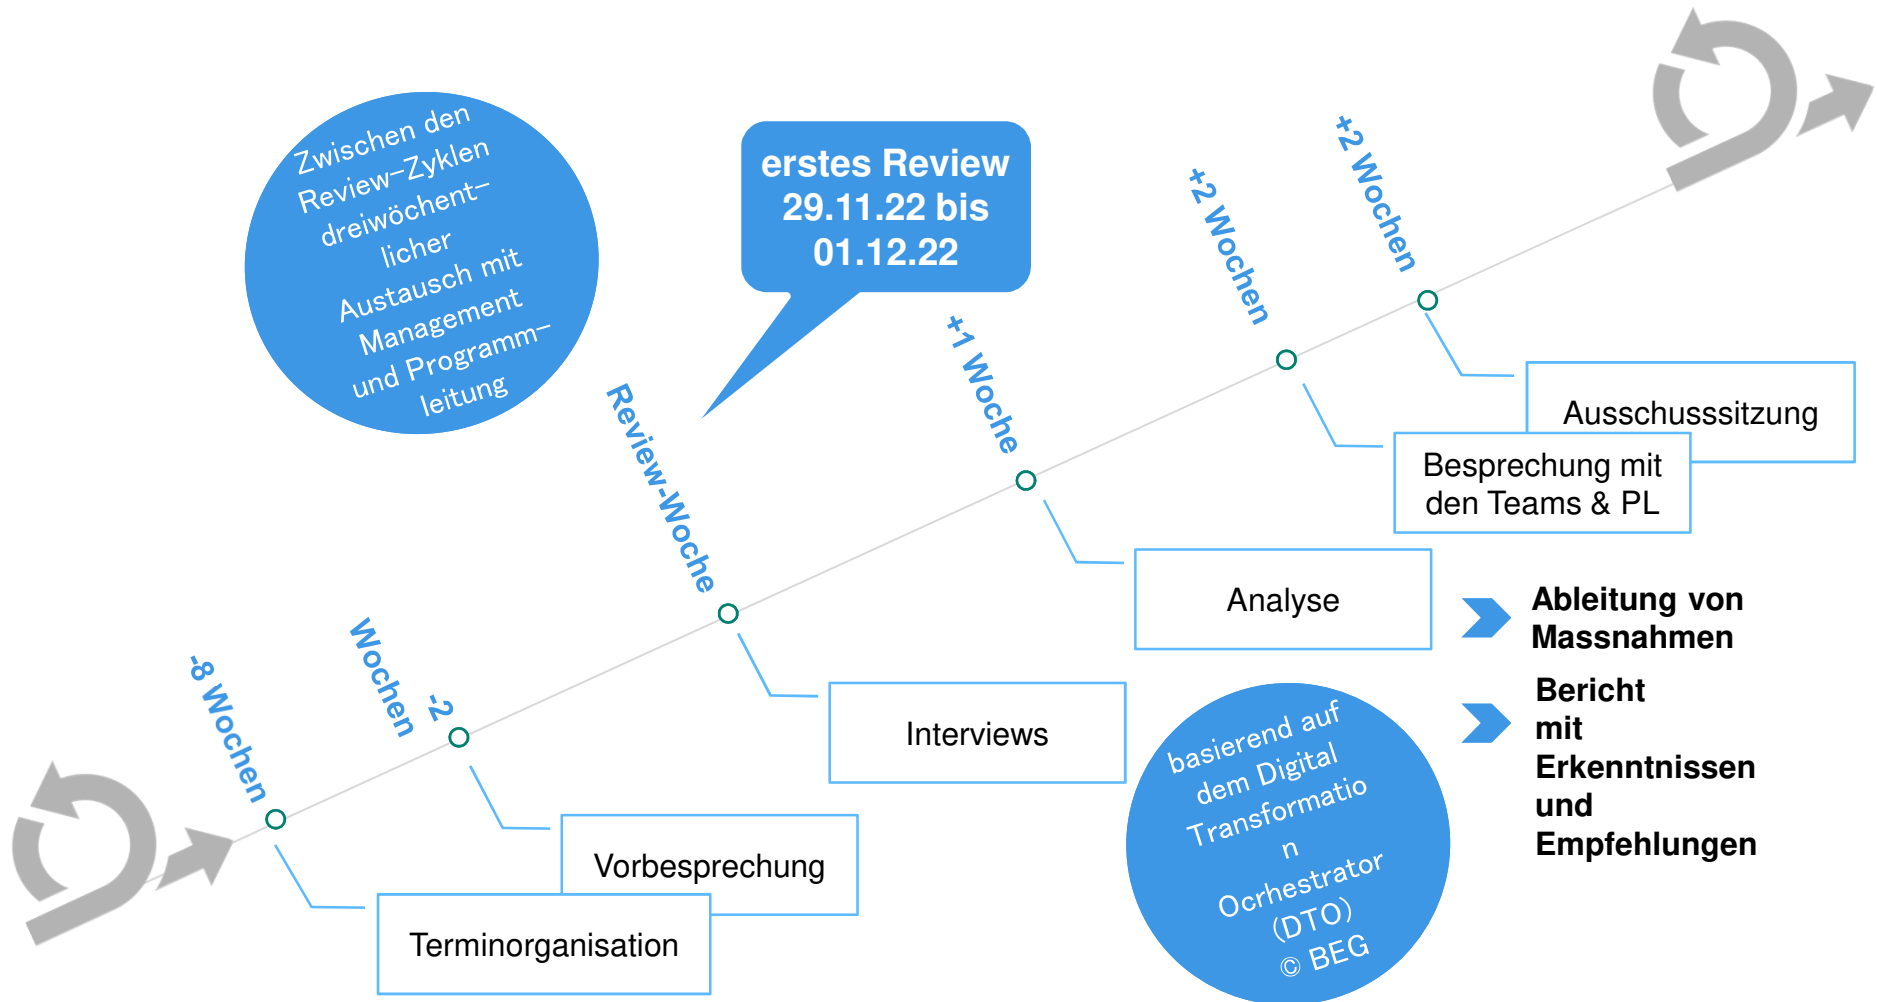 Zwischen den
Review-Zyklen
dreiwöchent-
licher
Austausch mit
Management
und Programm-
leitung
erstes Review
29.11.22 bis
01.12.22
-8 Wochen
-2
Wochen
Review-Woche
+1 Woche
+2 Wochen
+2 Wochen
Ausschusssitzung
Besprechung mit
den Teams & PL
Analyse
Ableitung von
Massnahmen
Bericht
mit
Erkenntnissen
und
Empfehlungen
Interviews
basierend auf
dem Digital
Transformatio
n
Ocrhestrator
(DTO)
© BEG
Vorbesprechung
Terminorganisation